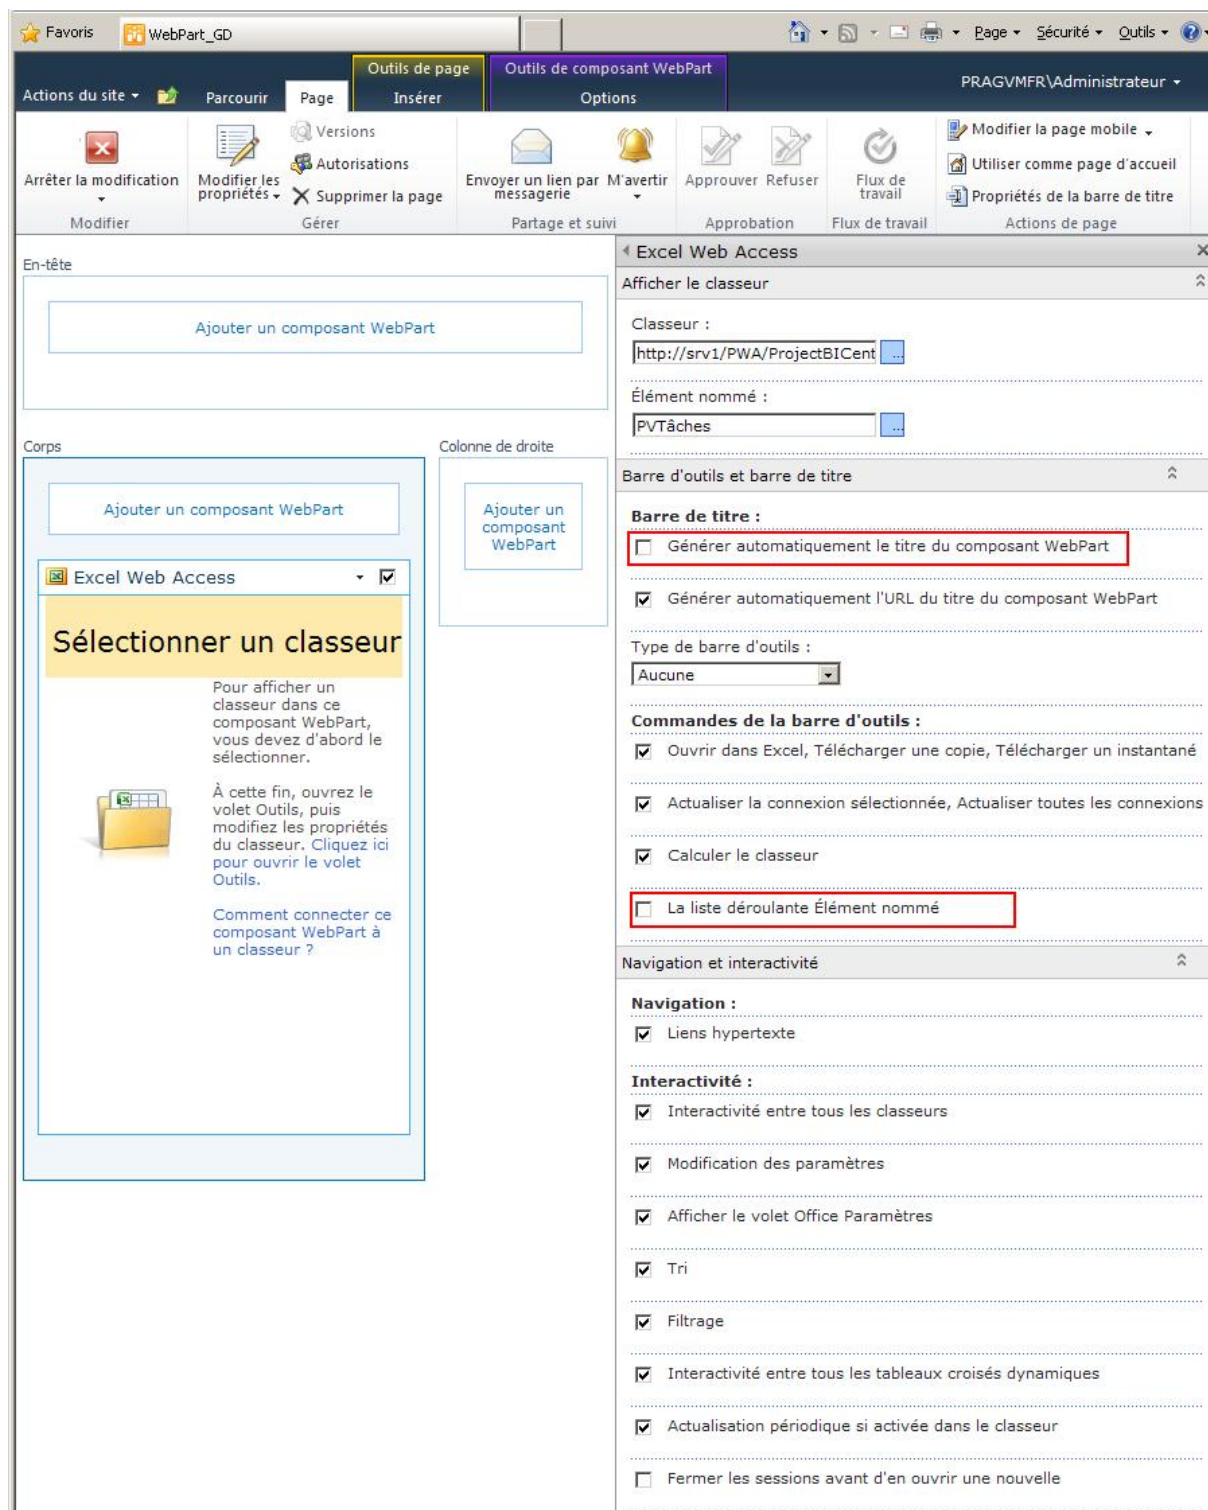 Favoris
WebPart_GD
Page
Sécurité
Outils
Actions du site
Parcourir
Page
Outils de page
Insérer
Outils de composant WebPart
Options
PRAGVMFR\Administrateur
Arrêter la modification
Modifier
Modifier les
propriétés
Versions
Autorisations
Supprimer la page
Gérer
Envoyer un lien par
messagerie
M'avertir
Partage et suivi
Approuver
Refuser
Approbation
Flux de
travail
Flux de travail
Modifier la page mobile
Utiliser comme page d'accueil
Propriétés de la barre de titre
Actions de page
En-tête
Ajouter un composant WebPart
Corps
Ajouter un composant WebPart
Excel Web Access
Sélectionner un classeur
Pour afficher un
classeur dans ce
composant WebPart,
vous devez d'abord le
sélectionner.
À cette fin, ouvrez le
volet Outils, puis
modifiez les propriétés
du classeur. Cliquez ici
pour ouvrir le volet
Outils.
Comment connecter ce
composant WebPart à
un classeur ?
Colonne de droite
Ajouter un
composant
WebPart
Excel Web Access
Afficher le classeur
Classeur :
http://srv1/PWA/ProjectBICent
...
Élément nommé :
PVTâches
...
Barre d'outils et barre de titre
Barre de titre :
Générer automatiquement le titre du composant WebPart
Générer automatiquement l'URL du titre du composant WebPart
Type de barre d'outils :
Aucune
Commandes de la barre d'outils :
Ouvrir dans Excel, Télécharger une copie, Télécharger un instantané
Actualiser la connexion sélectionnée, Actualiser toutes les connexions
Calculer le classeur
La liste déroulante Élément nommé
Navigation et interactivité
Navigation :
Liens hypertexte
Interactivité :
Interactivité entre tous les classeurs
Modification des paramètres
Afficher le volet Office Paramètres
Tri
Filtrage
Interactivité entre tous les tableaux croisés dynamiques
Actualisation périodique si activée dans le classeur
Fermer les sessions avant d'en ouvrir une nouvelle